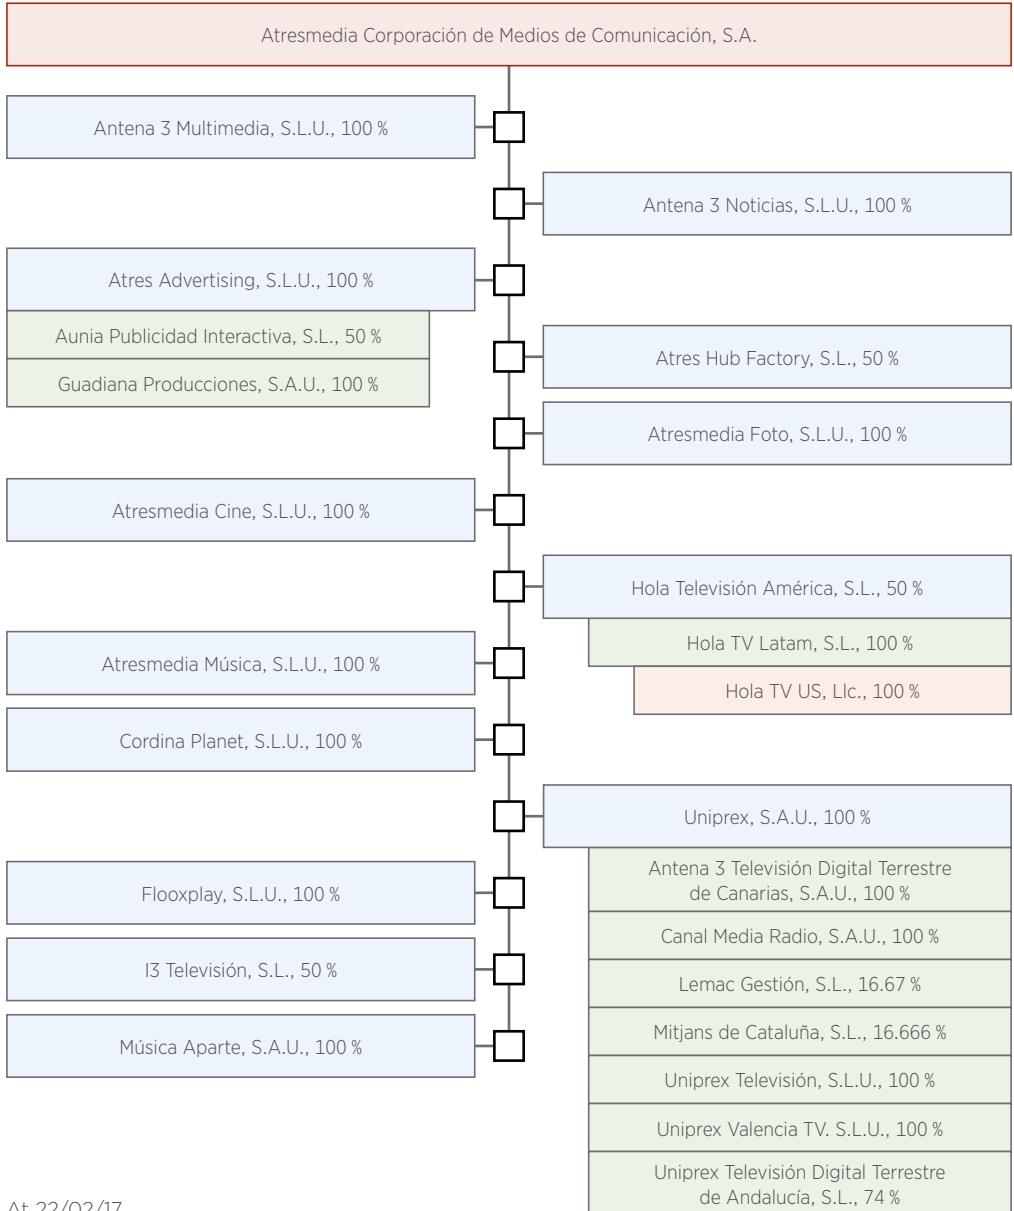 Atresmedia Corporación de Medios de Comunicación, S.A.
Antena 3 Multimedia, S.L.U., 100 %
Antena 3 Noticias, S.L.U., 100 %
Atres Advertising, S.L.U., 100 %
Aunia Publicidad Interactiva, S.L., 50 %
Guadiana Producciones, S.A.U., 100 %
Atres Hub Factory, S.L., 50 %
Atresmedia Foto, S.L.U., 100 %
Atresmedia Cine, S.L.U., 100 %
Hola Televisión América, S.L., 50 %
Hola TV Latam, S.L., 100 %
Hola TV US, Llc., 100 %
Atresmedia Música, S.L.U., 100 %
Cordina Planet, S.L.U., 100 %
Uniprex, S.A.U., 100 %
Antena 3 Televisión Digital Terrestre
de Canarias, S.A.U., 100 %
Canal Media Radio, S.A.U., 100 %
Lemac Gestión, S.L., 16.67 %
Mitjans de Cataluña, S.L., 16.666 %
Uniprex Televisión, S.L.U., 100 %
Uniprex Valencia TV. S.L.U., 100 %
Uniprex Televisión Digital Terrestre
de Andalucía, S.L., 74 %
Flooxplay, S.L.U., 100 %
I3 Televisión, S.L., 50 %
Música Aparte, S.A.U., 100 %
At 22/02/17